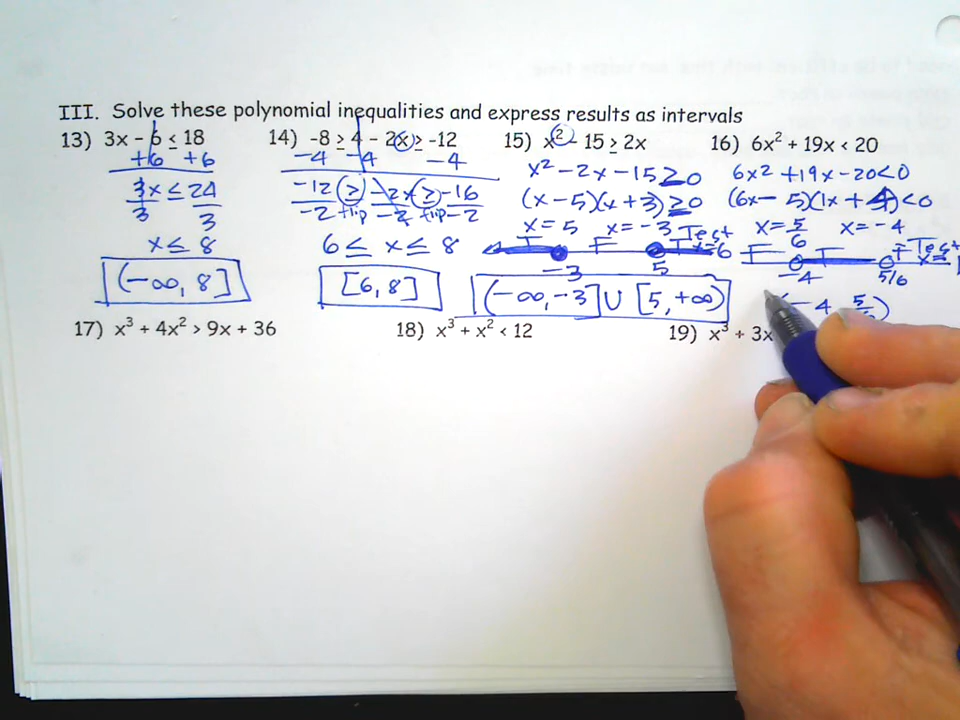 III. Solve these polynomial inequalities and express results as intervals
13) 3x - 6 ≤ 18
+6 +6
3x ≤ 24
3 3
x ≤ 8
(-∞, 8]
14) -8 ≥ 4 - 2x ≥ -12
-4 -4 -4
-12 ≥ -2x ≥ -16
-2 flip -2 flip -2
6 ≤ x ≤ 8
[6, 8]
15) x² - 15 ≥ 2x
x² - 2x - 15 ≥ 0
(x - 5)(x + 3) ≥ 0
x = 5 x = -3 Test
T F T x=6
-3 5
(-∞, -3] U [5, +∞)
16) 6x² + 19x < 20
6x² + 19x - 20 < 0
(6x - 5)(1x + 4) < 0
x = 5/6 x = -4
F T F Test
-4 5/6
(-4, 5/6)
17) x³ + 4x² > 9x + 36
18) x³ + x² < 12
19) x³ + 3x